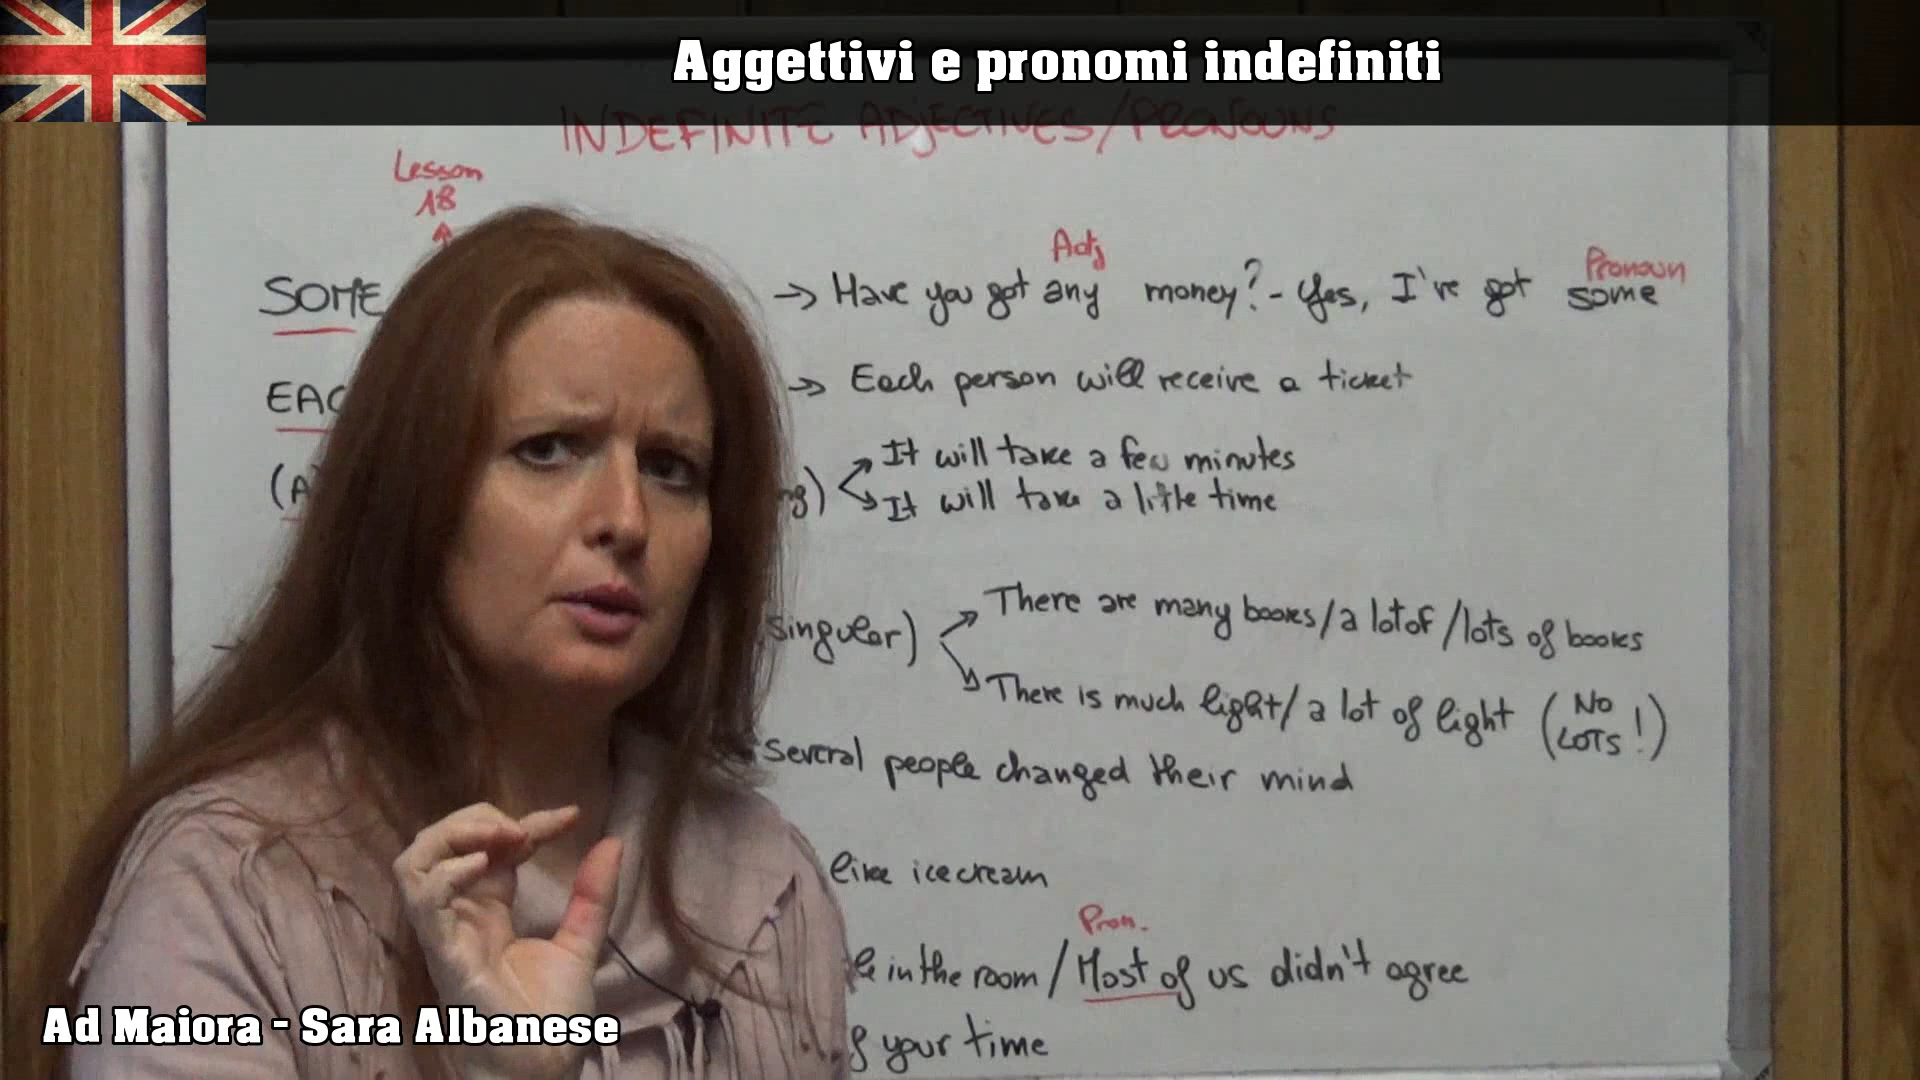 Aggettivi e pronomi indefiniti
INDEFINITE ADJECTIVES/PRONOUNS
Lesson
18
Adj
Pronoun
SOME → Have you got any money? - Yes, I've got some
→ Each person will receive a ticket
It will take a few minutes
It will take a little time
singular) There are many books/a lot of/lots of books
There is much light/a lot of light (NO LOTS!)
Several people changed their mind
like icecream
Pron.
in the room/Most of us didn't agree
your time
Ad Maiora - Sara Albanese